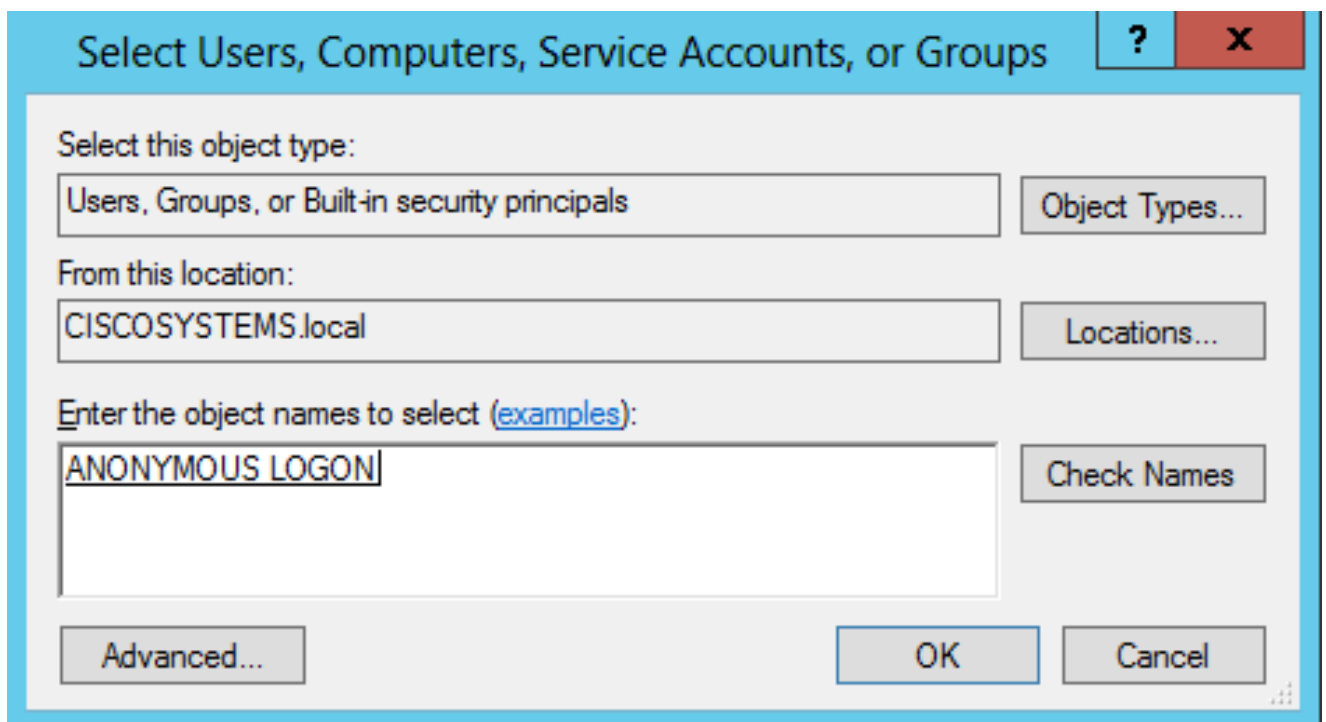 Select Users, Computers, Service Accounts, or Groups
?
x
Select this object type:
Users, Groups, or Built-in security principals
Object Types...
From this location:
CISCOSYSTEMS.local
Locations...
Enter the object names to select (examples):
ANONYMOUS LOGON
Check Names
Advanced...
OK
Cancel